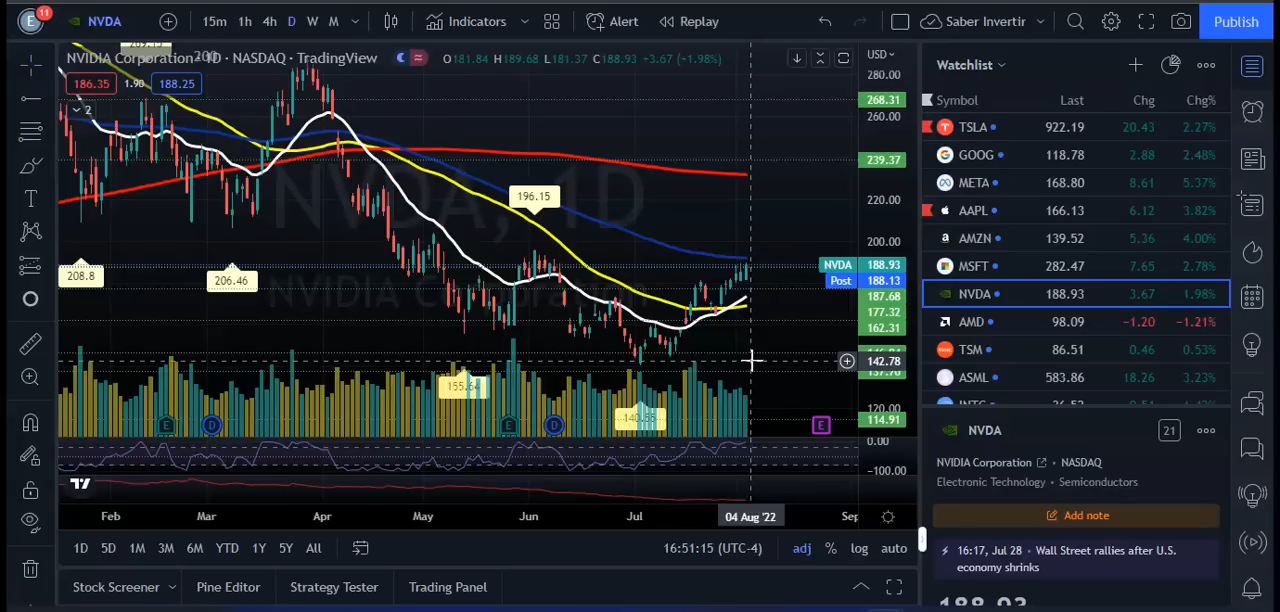 E 11 NVDA 15m 1h 4h D W M Indicators Alert Replay Saber Invertir Publish
NVIDIA Corporation · 1D · NASDAQ · TradingView O181.84 H189.68 L181.37 C188.93 +3.67 (+1.98%)
USD
186.35 1.90 188.25
2
280.00
268.31
260.00
239.37
220.00
200.00
NVDA 188.93
Post 188.13
187.68
177.32
162.31
142.78
120.00
114.91
0.00
-100.00
NVDA, 1D
NVIDIA Corporation
196.15
208.8
206.46
E D E D E
Feb Mar Apr May Jun Jul 04 Aug '22
1D 5D 1M 3M 6M YTD 1Y 5Y All 16:51:15 (UTC-4) adj % log auto
Stock Screener Pine Editor Strategy Tester Trading Panel
Watchlist
Symbol Last Chg Chg%
TSLA 922.19 20.43 2.27%
GOOG 118.78 2.88 2.48%
META 168.80 8.61 5.37%
AAPL 166.13 6.12 3.82%
AMZN 139.52 5.36 4.00%
MSFT 282.47 7.65 2.78%
NVDA 188.93 3.67 1.98%
AMD 98.09 -1.20 -1.21%
TSM 86.51 0.46 0.53%
ASML 583.86 18.26 3.23%
NVDA 21
NVIDIA Corporation · NASDAQ
Electronic Technology · Semiconductors
Add note
16:17, Jul 28 · Wall Street rallies after U.S.
economy shrinks
188.93